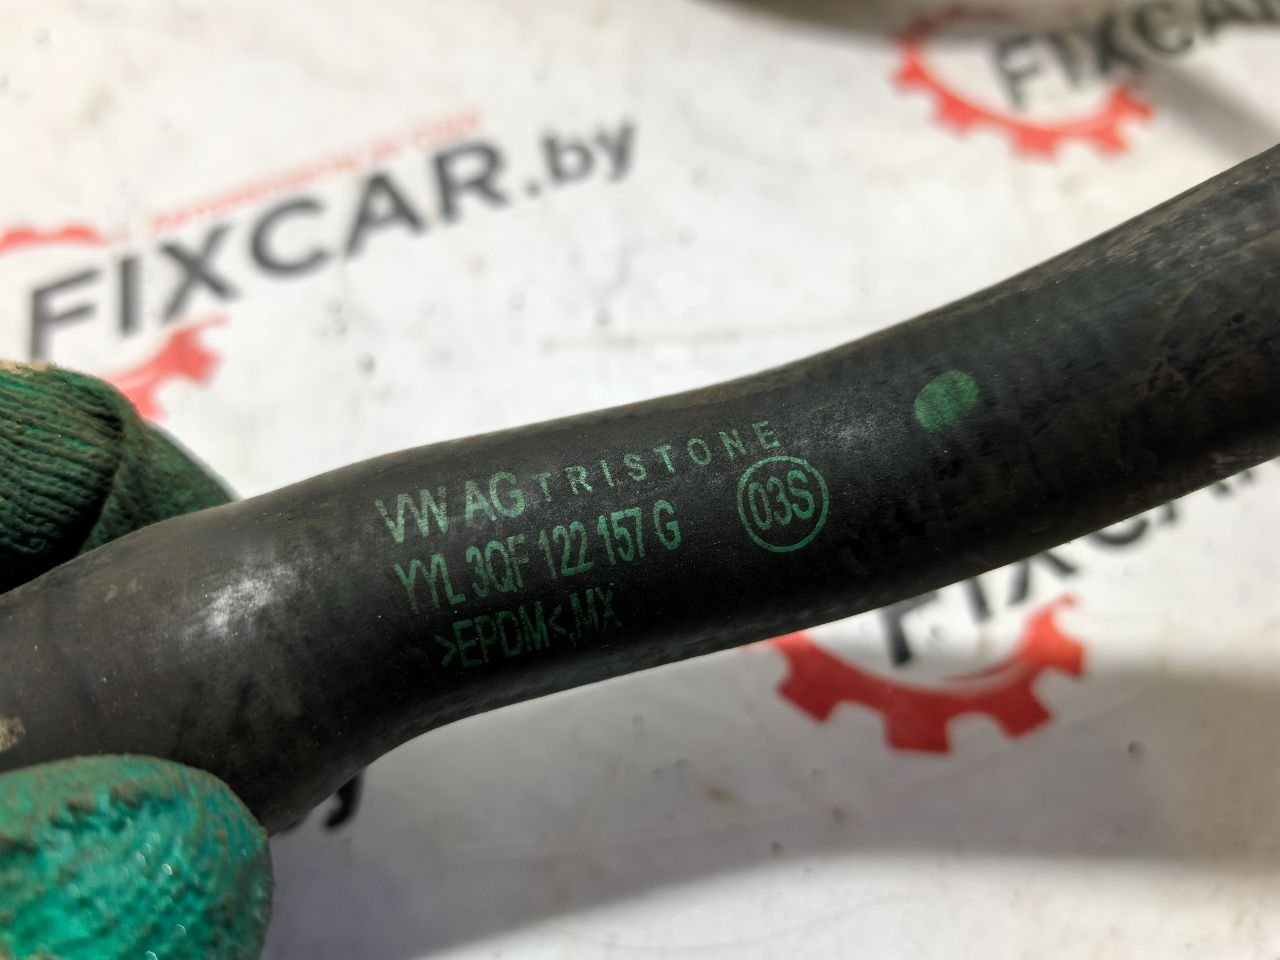 FIXCAR
FIXCAR.by
VW AG TRISTONE
YYL 3QF 122 157 G 03S
>EPDM<,MX